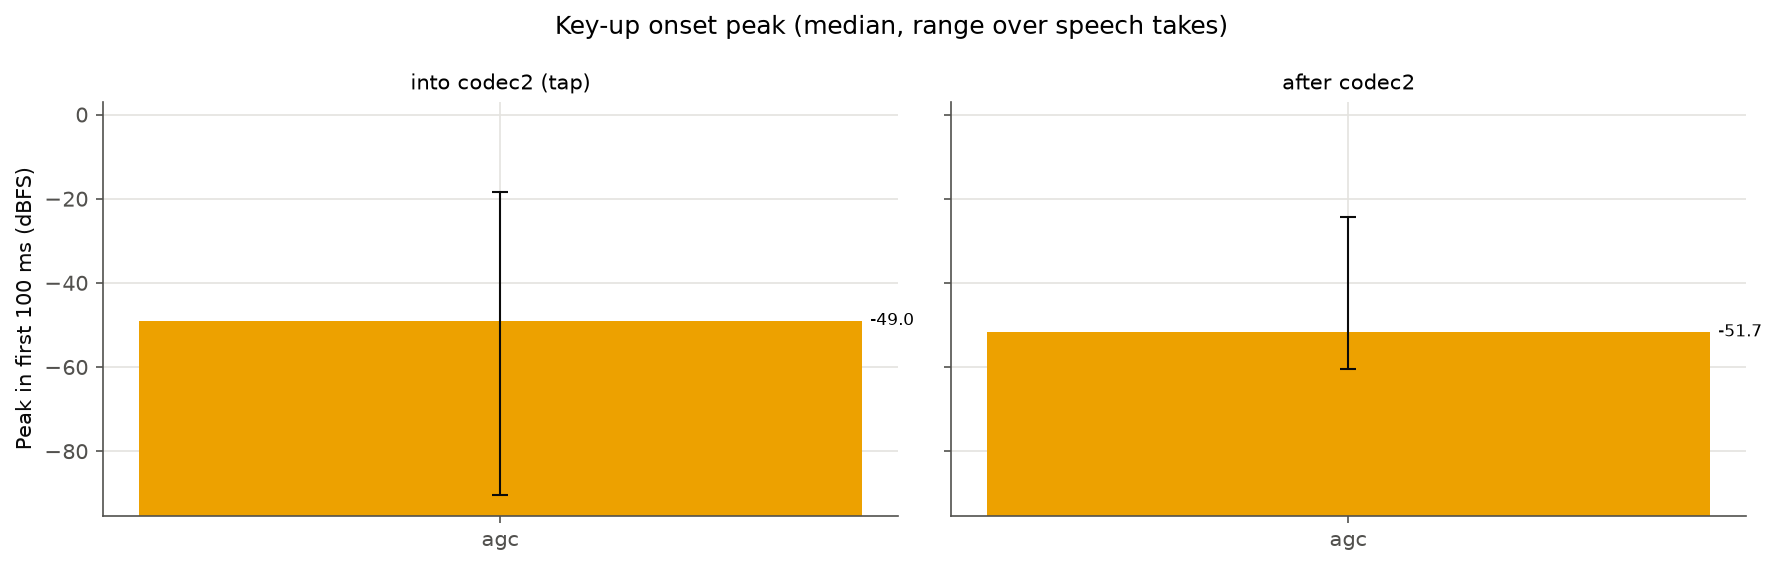 Key-up onset peak (median, range over speech takes)
into codec2 (tap)
after codec2
Peak in first 100 ms (dBFS)
0
−20
−40
−60
−80
-49.0
-51.7
agc
agc